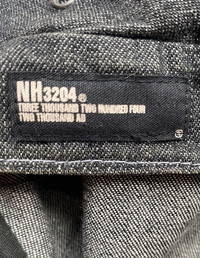 NH3204®
THREE THOUSAND TWO HUNDRED FOUR
TWO THOUSAND AD